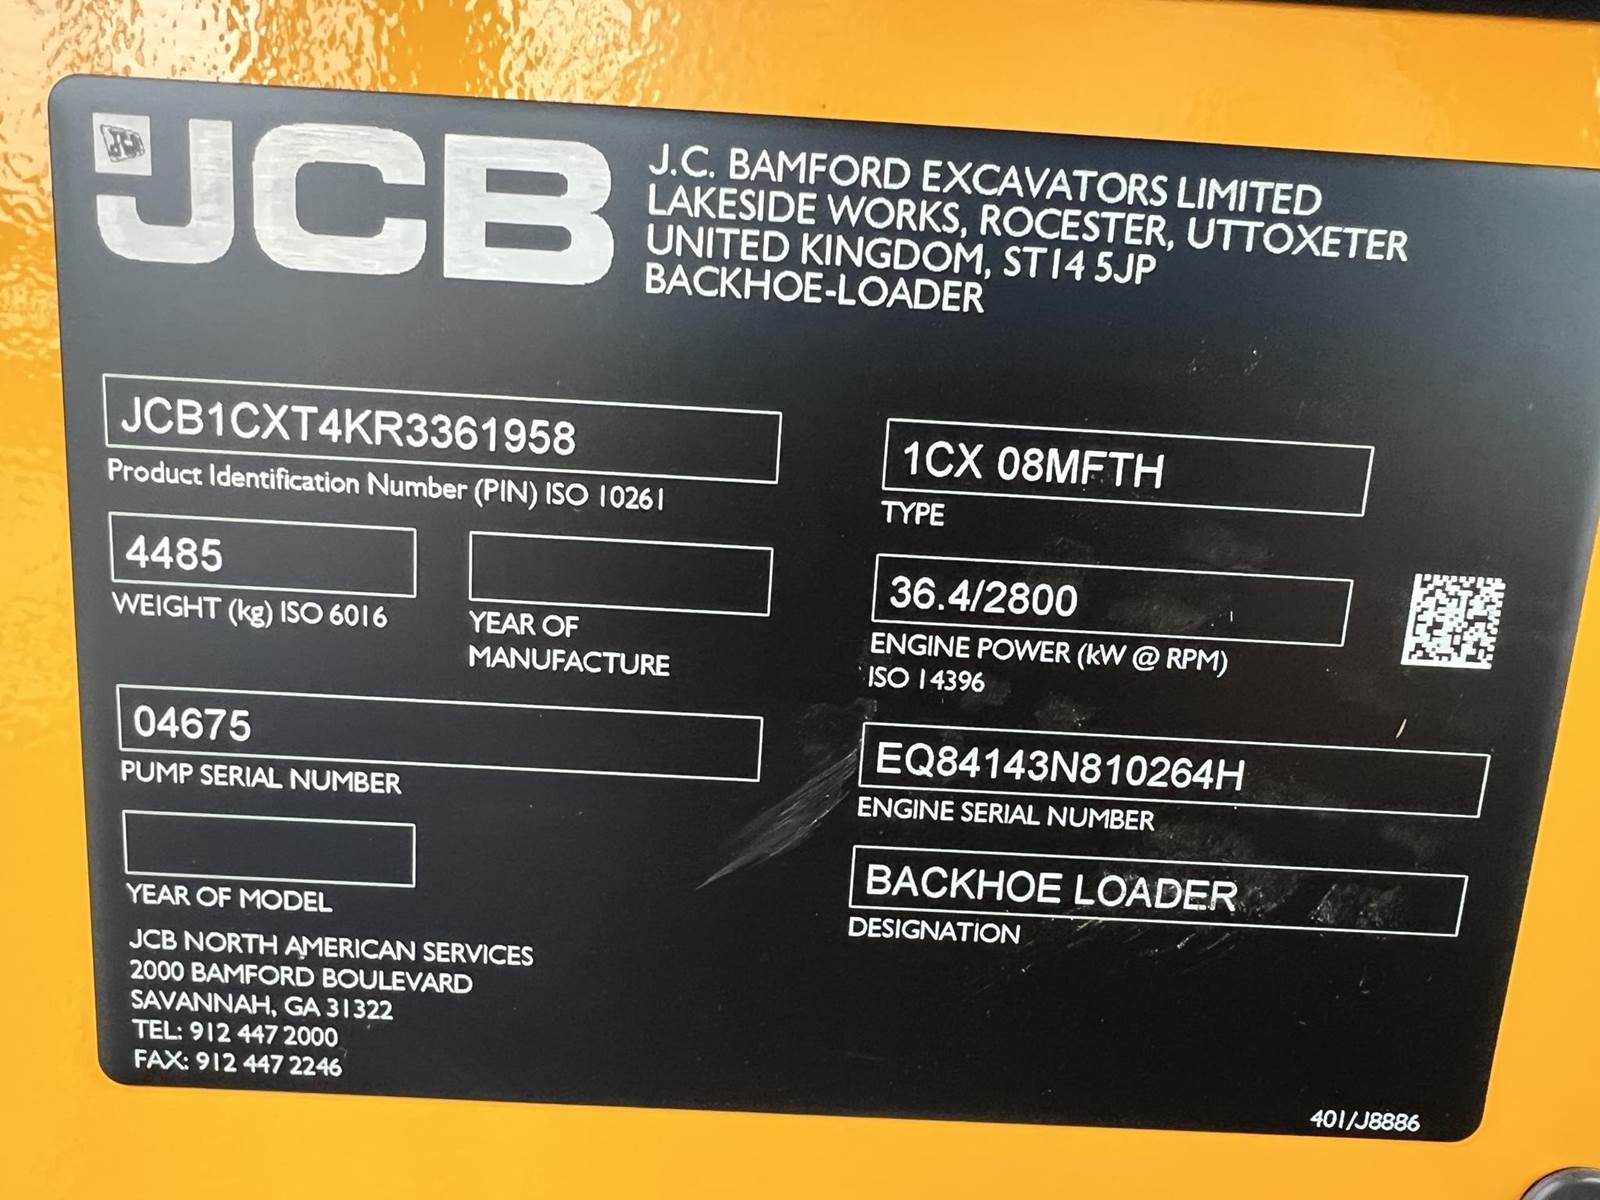 JCB
JCB
J.C. BAMFORD EXCAVATORS LIMITED
LAKESIDE WORKS, ROCESTER, UTTOXETER
UNITED KINGDOM, ST14 5JP
BACKHOE-LOADER
JCB1CXT4KR3361958
Product Identification Number (PIN) ISO 10261
1CX 08MFTH
TYPE
4485
WEIGHT (kg) ISO 6016
YEAR OF
MANUFACTURE
36.4/2800
ENGINE POWER (kW @ RPM)
ISO 14396
04675
PUMP SERIAL NUMBER
EQ84143N810264H
ENGINE SERIAL NUMBER
YEAR OF MODEL
BACKHOE LOADER
DESIGNATION
JCB NORTH AMERICAN SERVICES
2000 BAMFORD BOULEVARD
SAVANNAH, GA 31322
TEL: 912 447 2000
FAX: 912 447 2246
401/J8886